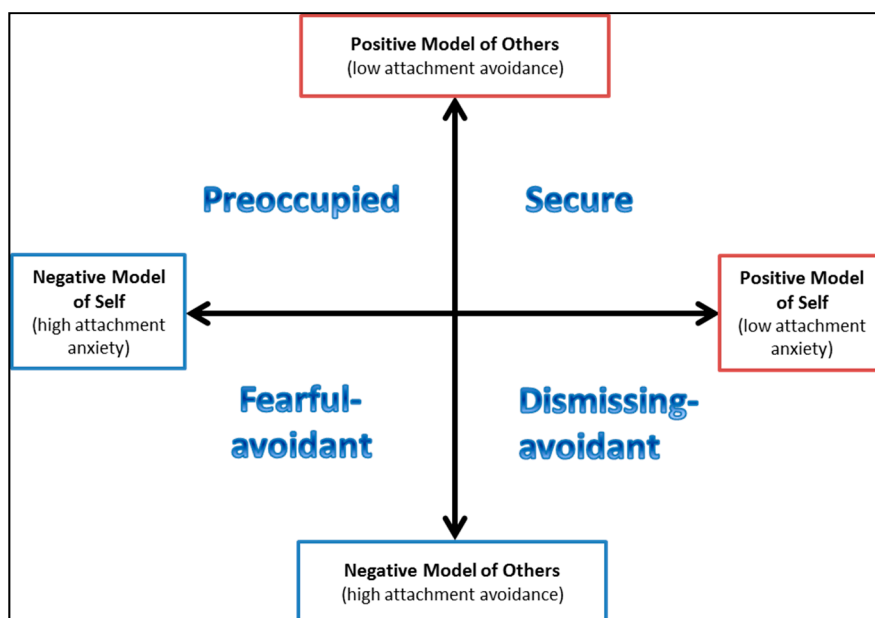 Positive Model of Others
(low attachment avoidance)
Preoccupied
Secure
Negative Model
of Self
(high attachment
anxiety)
Positive Model
of Self
(low attachment
anxiety)
Fearful-
avoidant
Dismissing-
avoidant
Negative Model of Others
(high attachment avoidance)